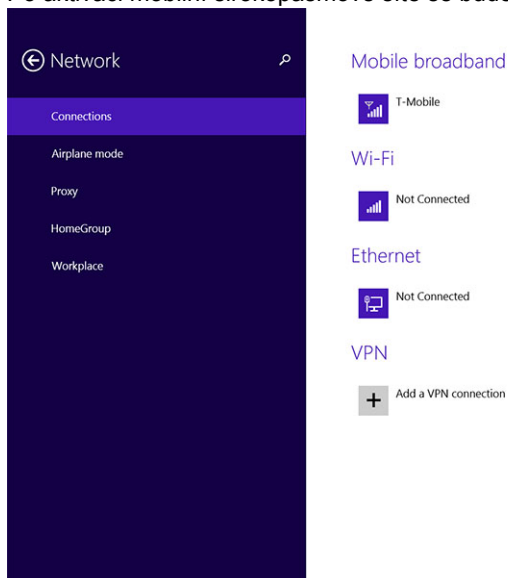 Network
Connections
Airplane mode
Proxy
HomeGroup
Workplace
Mobile broadband
T-Mobile
Wi-Fi
Not Connected
Ethernet
Not Connected
VPN
Add a VPN connection